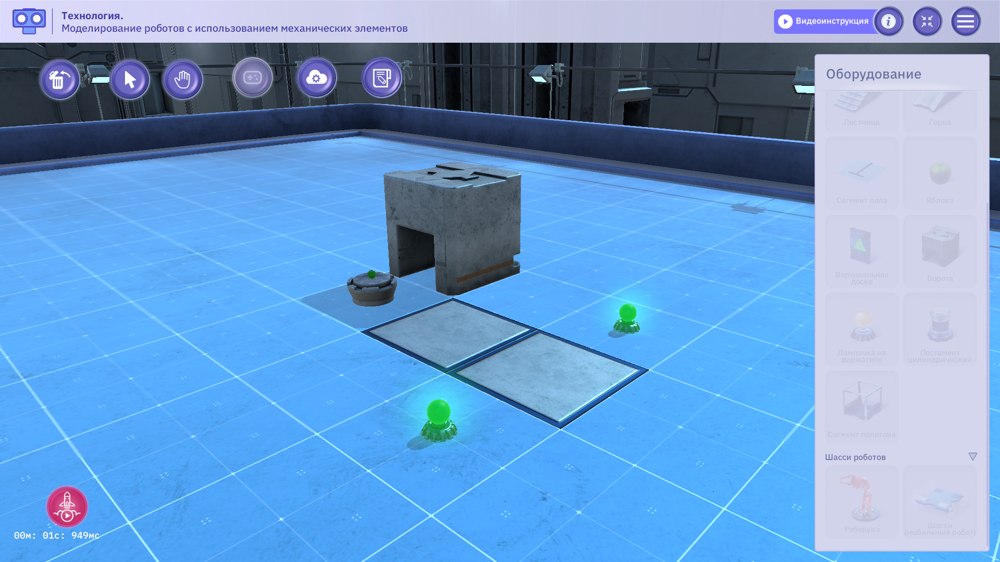 Технология.
Моделирование роботов с использованием механических элементов
Видеоинструкция
Оборудование
Лестница
Горка
Сегмент пола
Яблоко
Вертикальная
доска
Ворота
Лампочка на
держателе
Постамент
цилиндрический
Сегмент полигона
Шасси роботов
Роборука
Шасси
(мобильный робот)
00м: 01с: 949мс